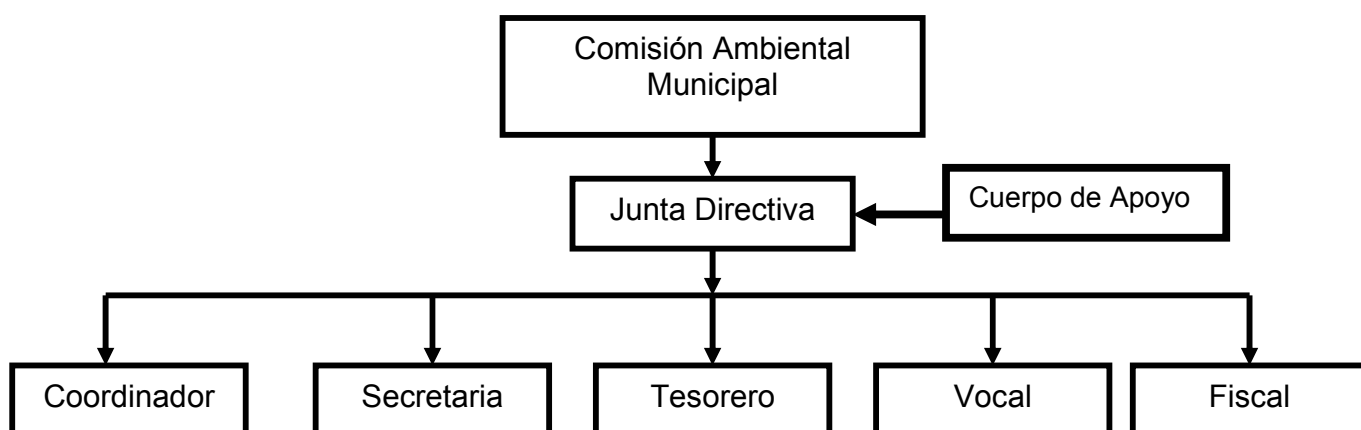 Comisión Ambiental
Municipal
Junta Directiva
Cuerpo de Apoyo
Coordinador
Secretaria
Tesorero
Vocal
Fiscal